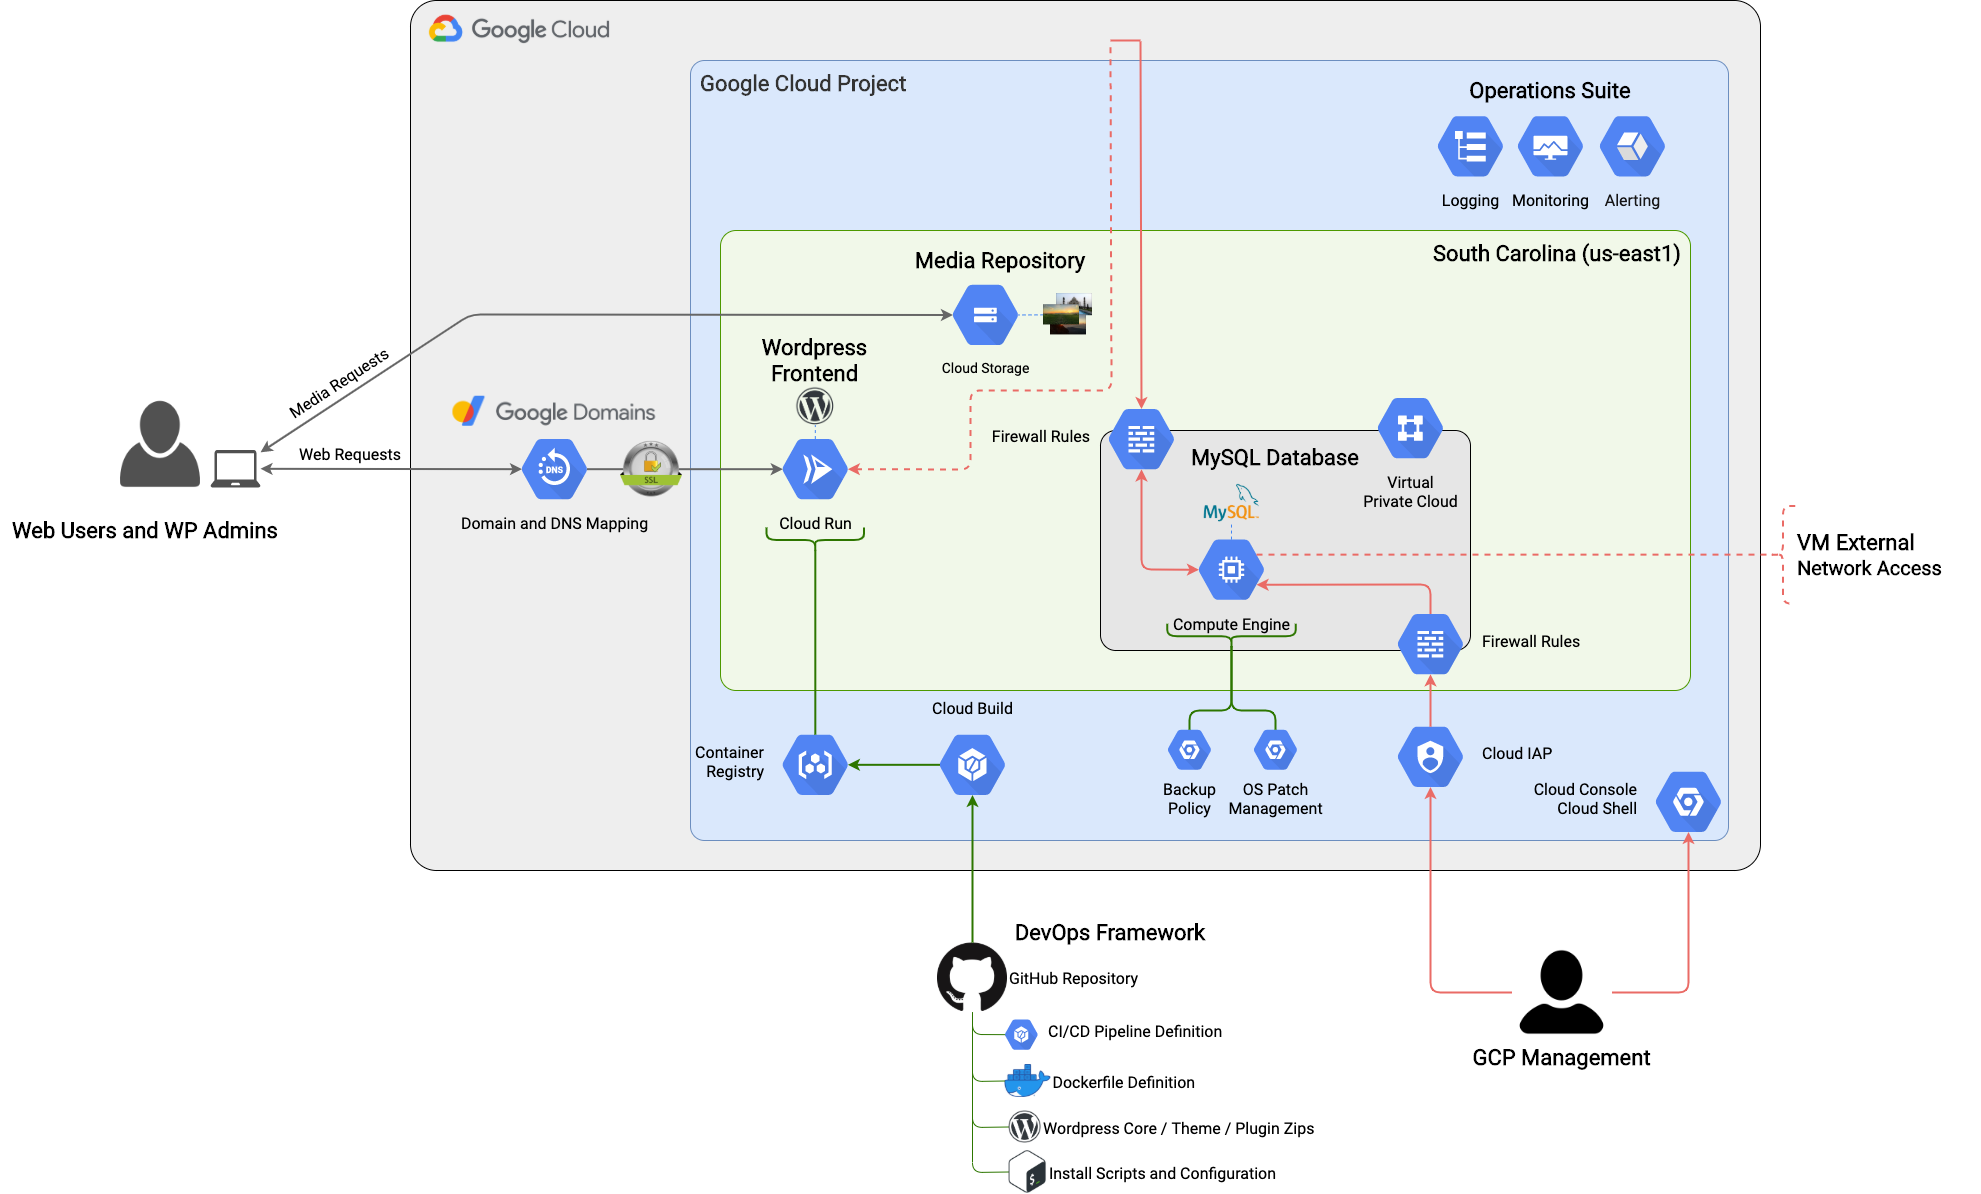 Google Cloud
Google Cloud Project
Operations Suite
Logging
Monitoring
Alerting
South Carolina (us-east1)
Media Repository
Cloud Storage
Wordpress
Frontend
Media Requests
Google Domains
Web Requests
DNS
SSL
Domain and DNS Mapping
Web Users and WP Admins
Cloud Run
Firewall Rules
MySQL Database
MySQL
Virtual
Private Cloud
VM External
Network Access
Compute Engine
Firewall Rules
Cloud Build
Container
Registry
Backup
Policy
OS Patch
Management
Cloud IAP
Cloud Console
Cloud Shell
DevOps Framework
GitHub Repository
CI/CD Pipeline Definition
Dockerfile Definition
Wordpress Core / Theme / Plugin Zips
Install Scripts and Configuration
GCP Management